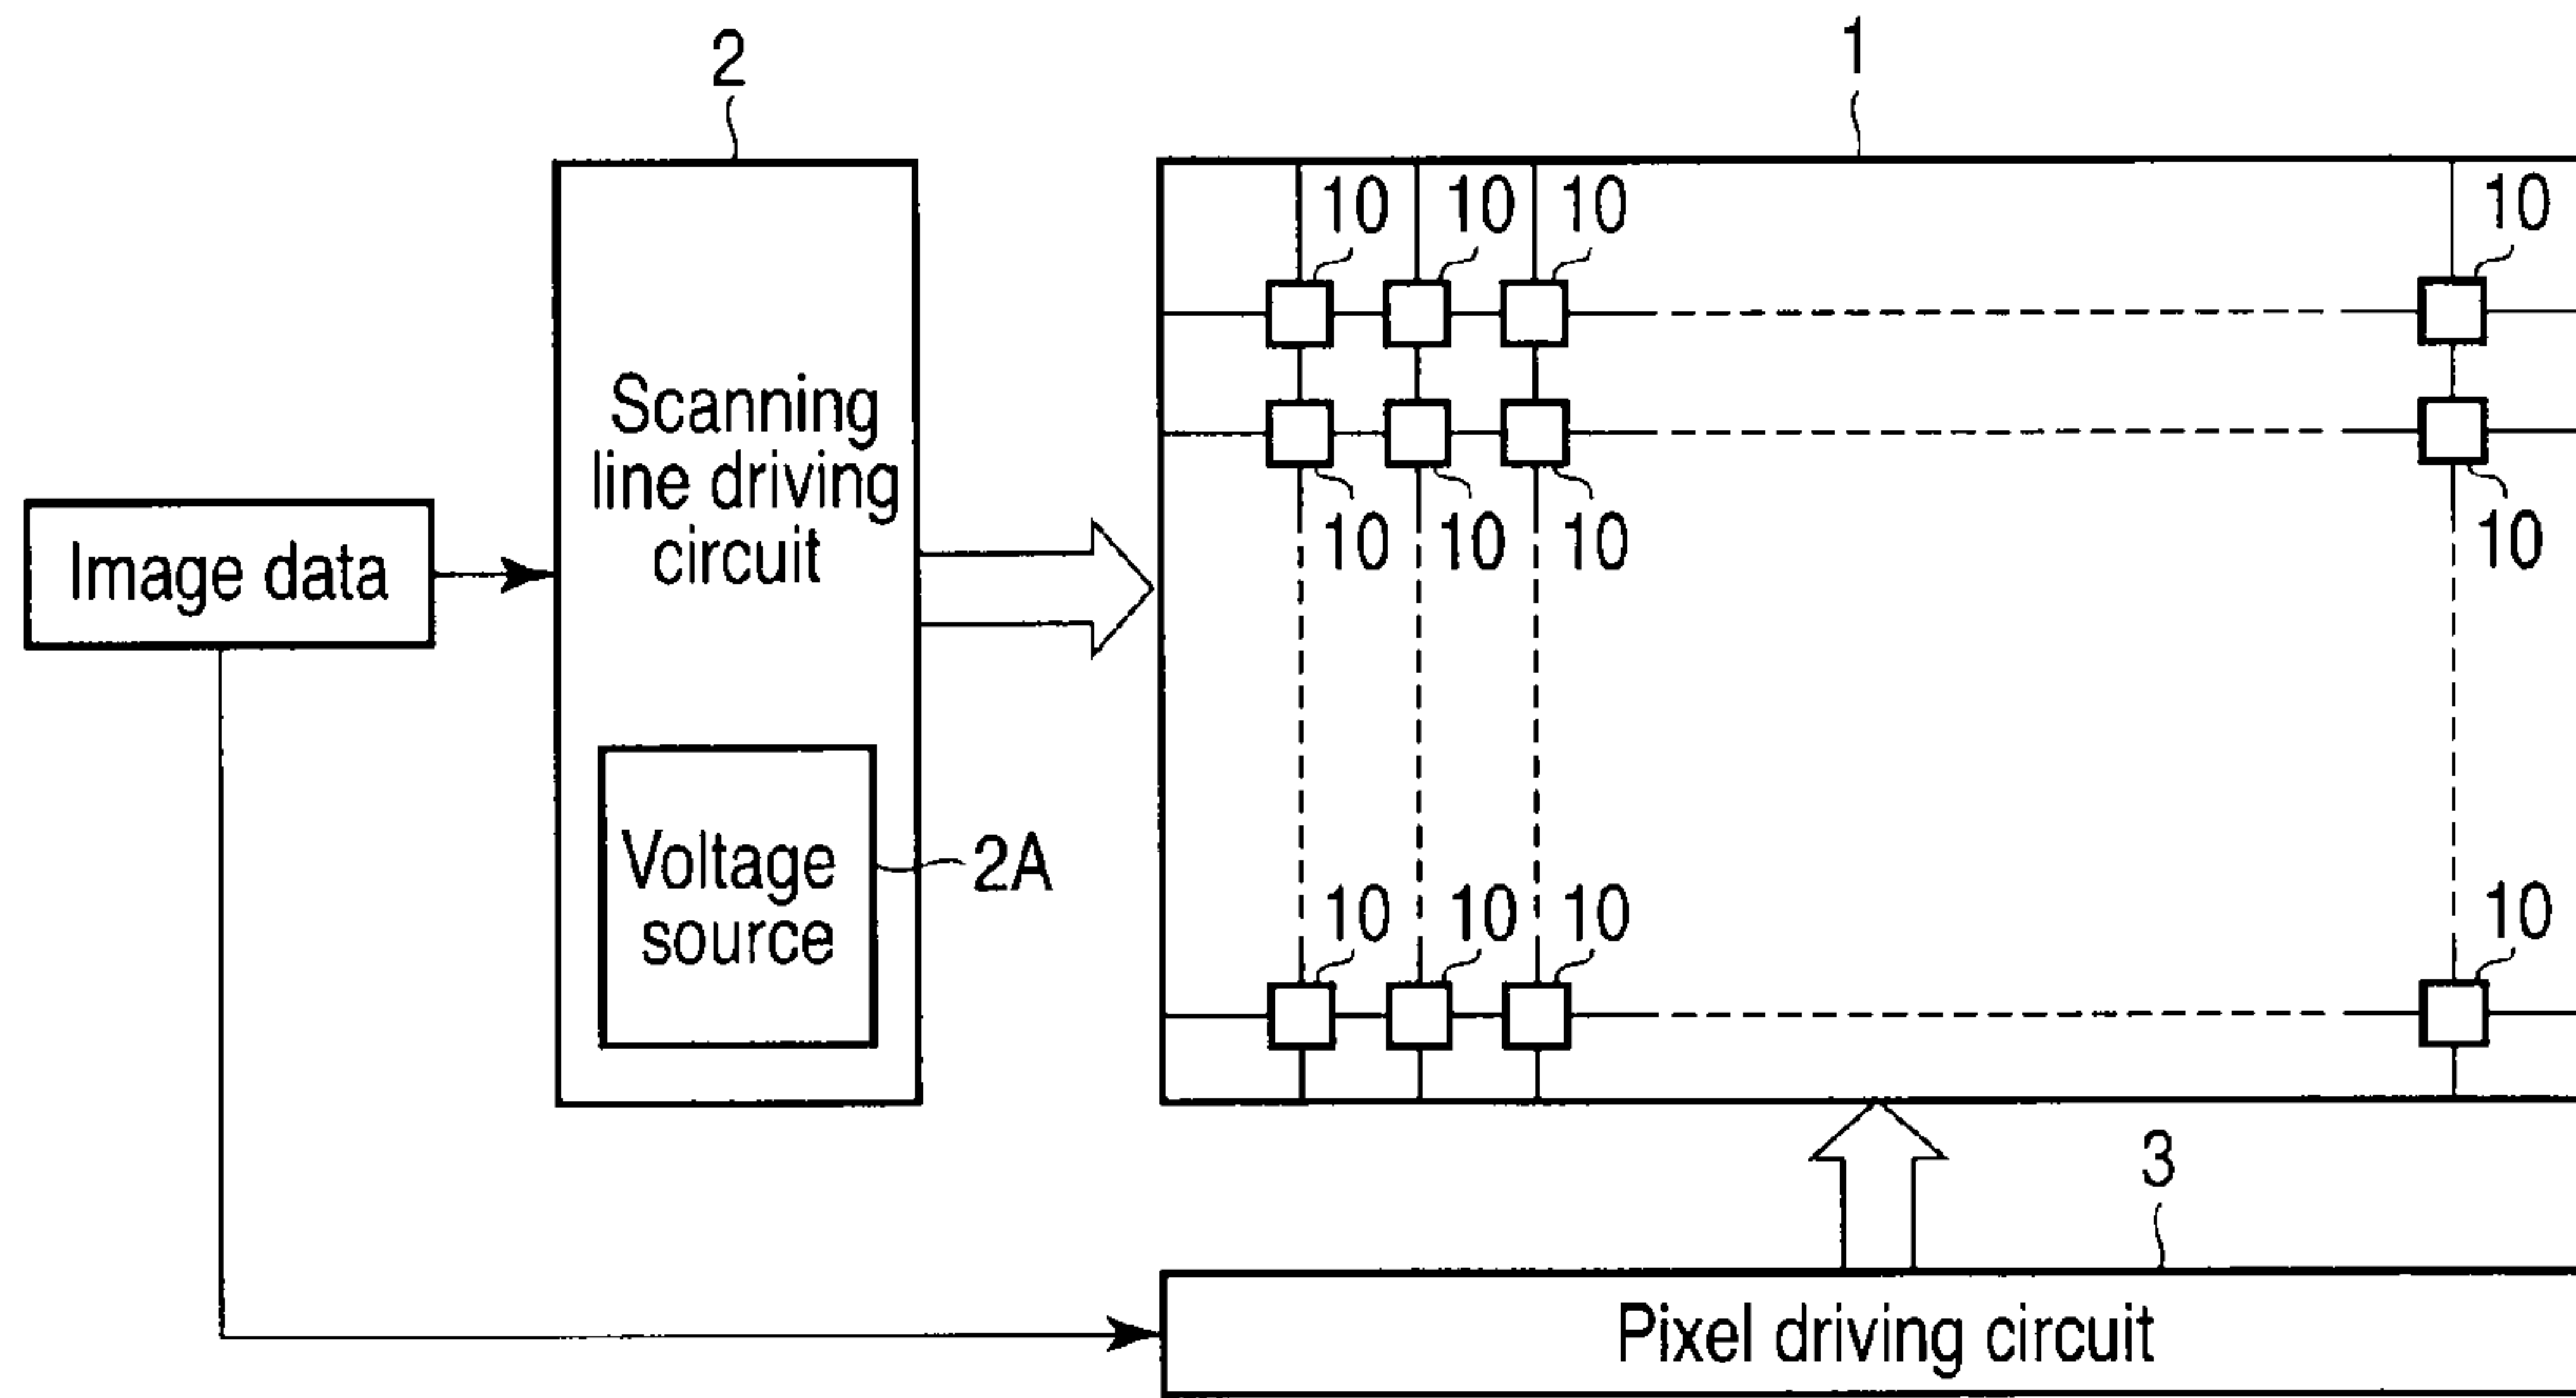 2
1
10 10 10 10
Scanning
line driving
circuit
Image data
10 10 10 10
Voltage
source
2A
10 10 10 10
3
Pixel driving circuit